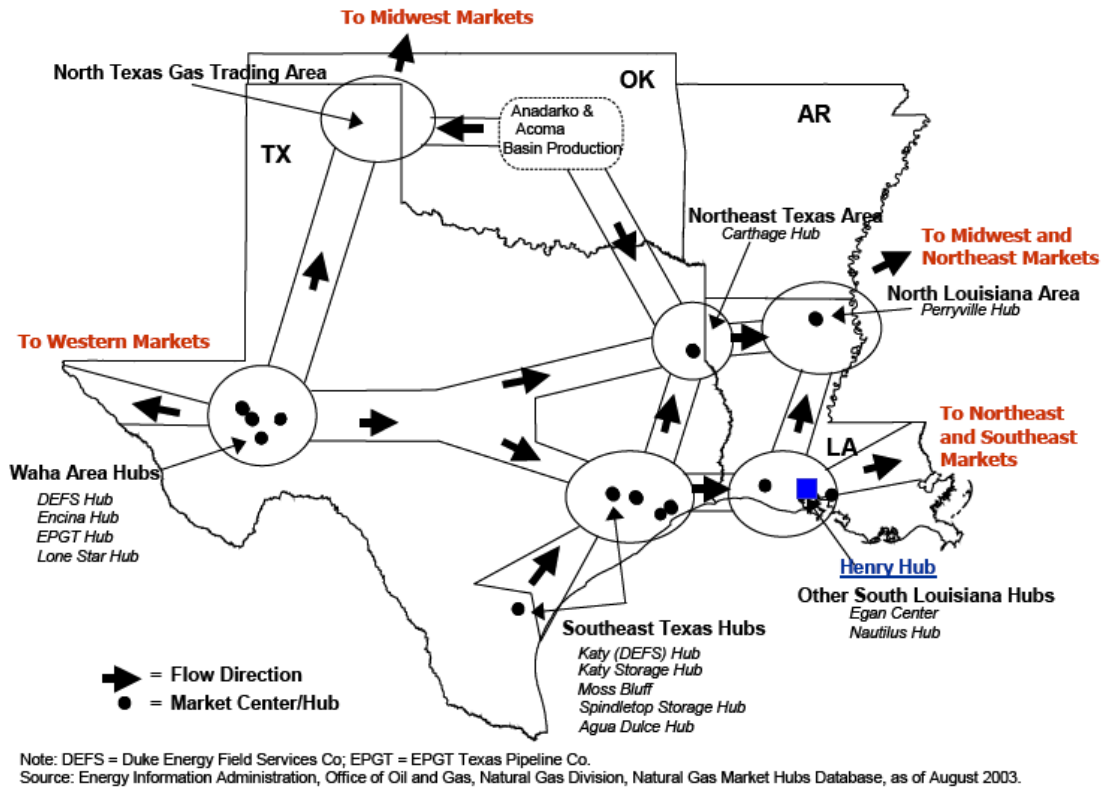 To Midwest Markets
North Texas Gas Trading Area
OK
Anadarko &
Acoma
Basin Production
AR
TX
Northeast Texas Area
Carthage Hub
To Midwest and
Northeast Markets
North Louisiana Area
Perryville Hub
To Western Markets
To Northeast
and Southeast
Markets
LA
Waha Area Hubs
DEFS Hub
Encina Hub
EPGT Hub
Lone Star Hub
Henry Hub
Other South Louisiana Hubs
Egan Center
Nautilus Hub
Southeast Texas Hubs
Katy (DEFS) Hub
Katy Storage Hub
Moss Bluff
Spindletop Storage Hub
Agua Dulce Hub
= Flow Direction
= Market Center/Hub
Note: DEFS = Duke Energy Field Services Co; EPGT = EPGT Texas Pipeline Co.
Source: Energy Information Administration, Office of Oil and Gas, Natural Gas Division, Natural Gas Market Hubs Database, as of August 2003.